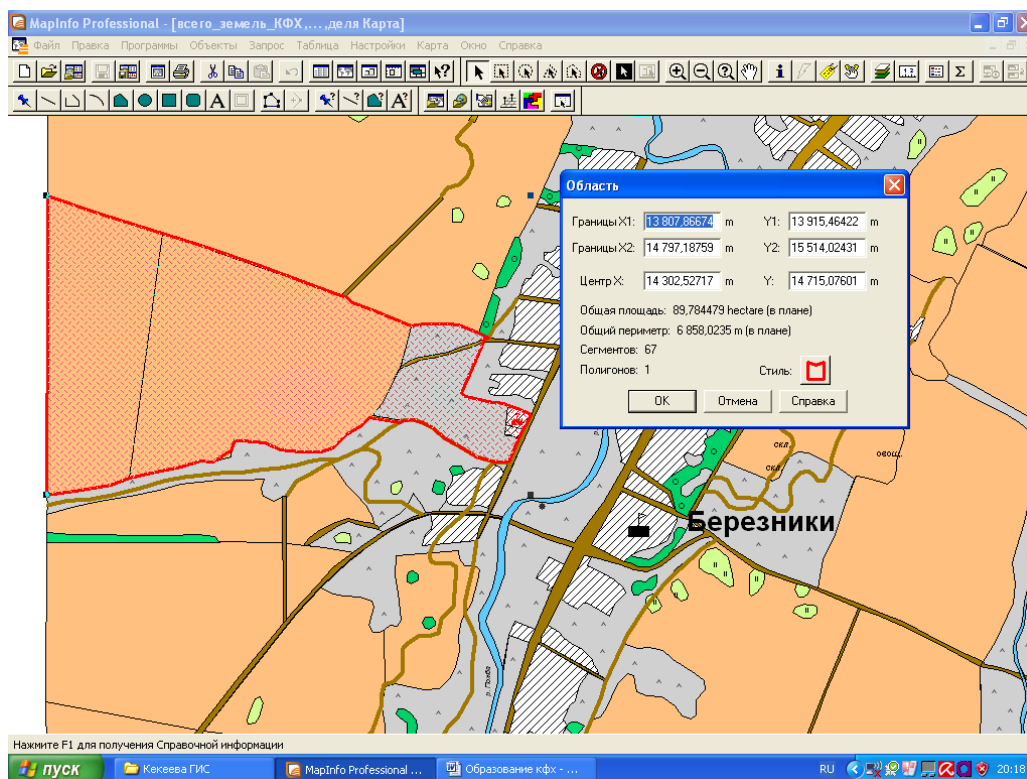 MapInfo Professional - [всего_земель_КФХ,...,деля Карта]
Файл Правка Программы Объекты Запрос Таблица Настройки Карта Окно Справка
Область
Границы X1: 13 807,86674 m Y1: 13 915,46422 m
Границы X2: 14 797,18759 m Y2: 15 514,02431 m
Центр X: 14 302,52717 m Y: 14 715,07601 m
Общая площадь: 89,784479 hectare (в плане)
Общий периметр: 6 858,0235 m (в плане)
Сегментов: 67
Полигонов: 1 Стиль:
ОК Отмена Справка
скл.
овощ.
скл.
Березники
Нажмите F1 для получения Справочной информации
пуск Кекеева ГИС MapInfo Professional ... Образование кфх - ... RU 20:18